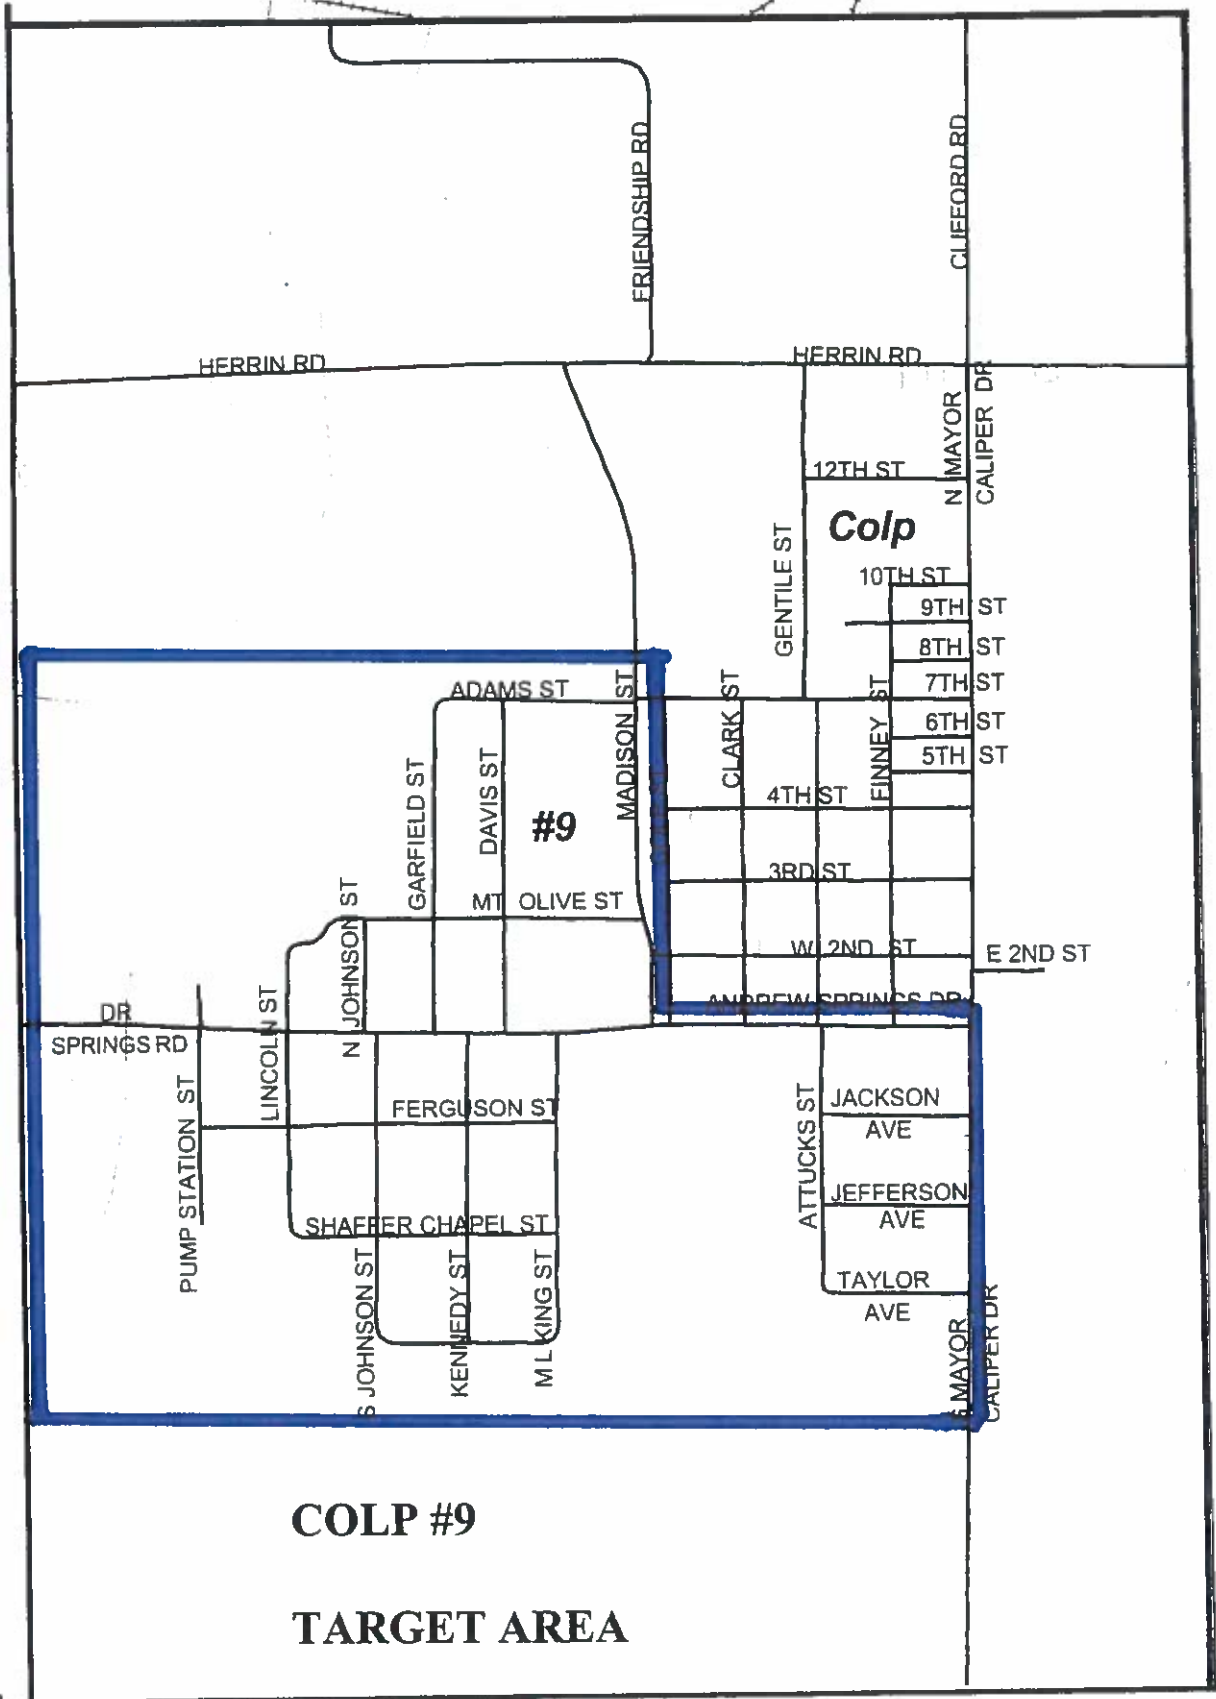 FRIENDSHIP RD
CLIFFORD RD
HERRIN RD
HERRIN RD
N MAYOR
CALIPER DR
12TH ST
Colp
GENTILE ST
10TH ST
9TH ST
8TH ST
7TH ST
6TH ST
5TH ST
ADAMS ST
MADISON ST
CLARK ST
FINNEY ST
GARFIELD ST
DAVIS ST
#9
4TH ST
3RD ST
MT OLIVE ST
N JOHNSON ST
W 2ND ST
E 2ND ST
ANDREW SPRINGS DR
DR
SPRINGS RD
LINCOLN ST
PUMP STATION ST
FERGUSON ST
ATTUCKS ST
JACKSON
AVE
JEFFERSON
AVE
SHAFFER CHAPEL ST
S JOHNSON ST
KENNEDY ST
M L KING ST
TAYLOR
AVE
S MAYOR
CALIPER DR
COLP #9
TARGET AREA